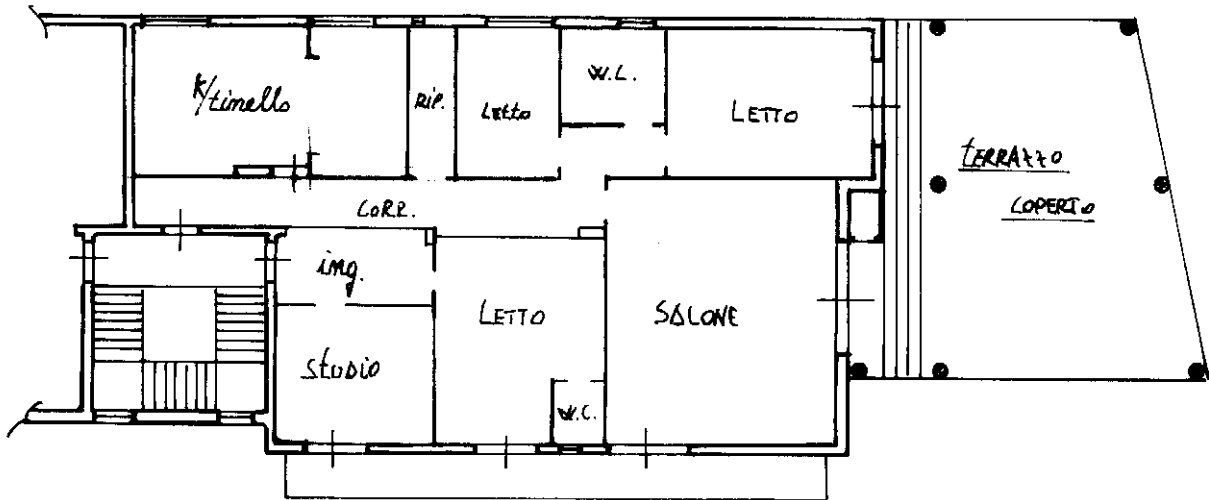 K/tinello
RIP.
LETTO
W.C.
LETTO
TERRAZZO
COPERTO
CORR.
ing.
LETTO
SALONE
STUDIO
W.C.